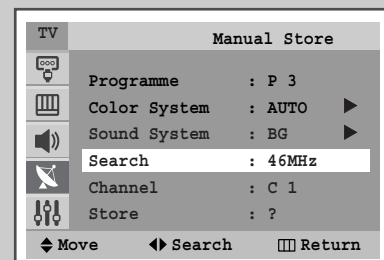 TV
Manual Store
Programme : P 3
Color System : AUTO
Sound System : BG
Search : 46MHz
Channel : C 1
Store : ?
Move Search Return